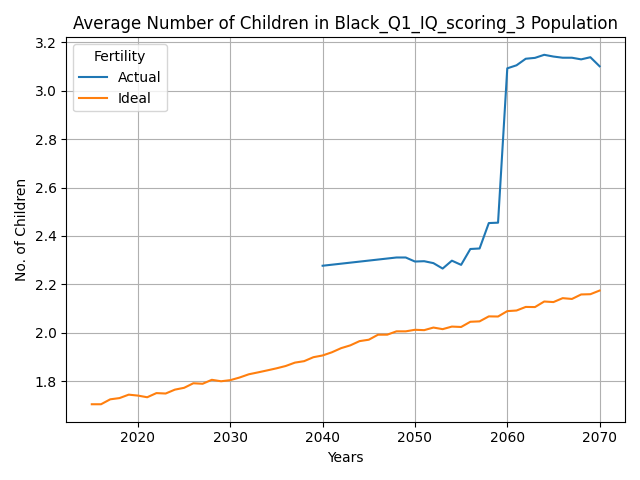 Average Number of Children in Black_Q1_IQ_scoring_3 Population
Fertility
Actual
Ideal
No. of Children
3.2
3.0
2.8
2.6
2.4
2.2
2.0
1.8
2020 2030 2040 2050 2060 2070
Years